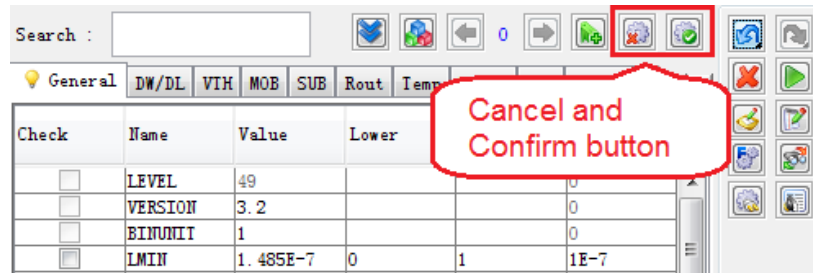 Search :
0
General DW/DL VTH MOB SUB Rout Temp
Cancel and
Confirm button
Check Name Value Lower
LEVEL 49 0
VERSION 3.2 0
BINUNIT 1 0
LMIN 1.485E-7 0 1 1E-7